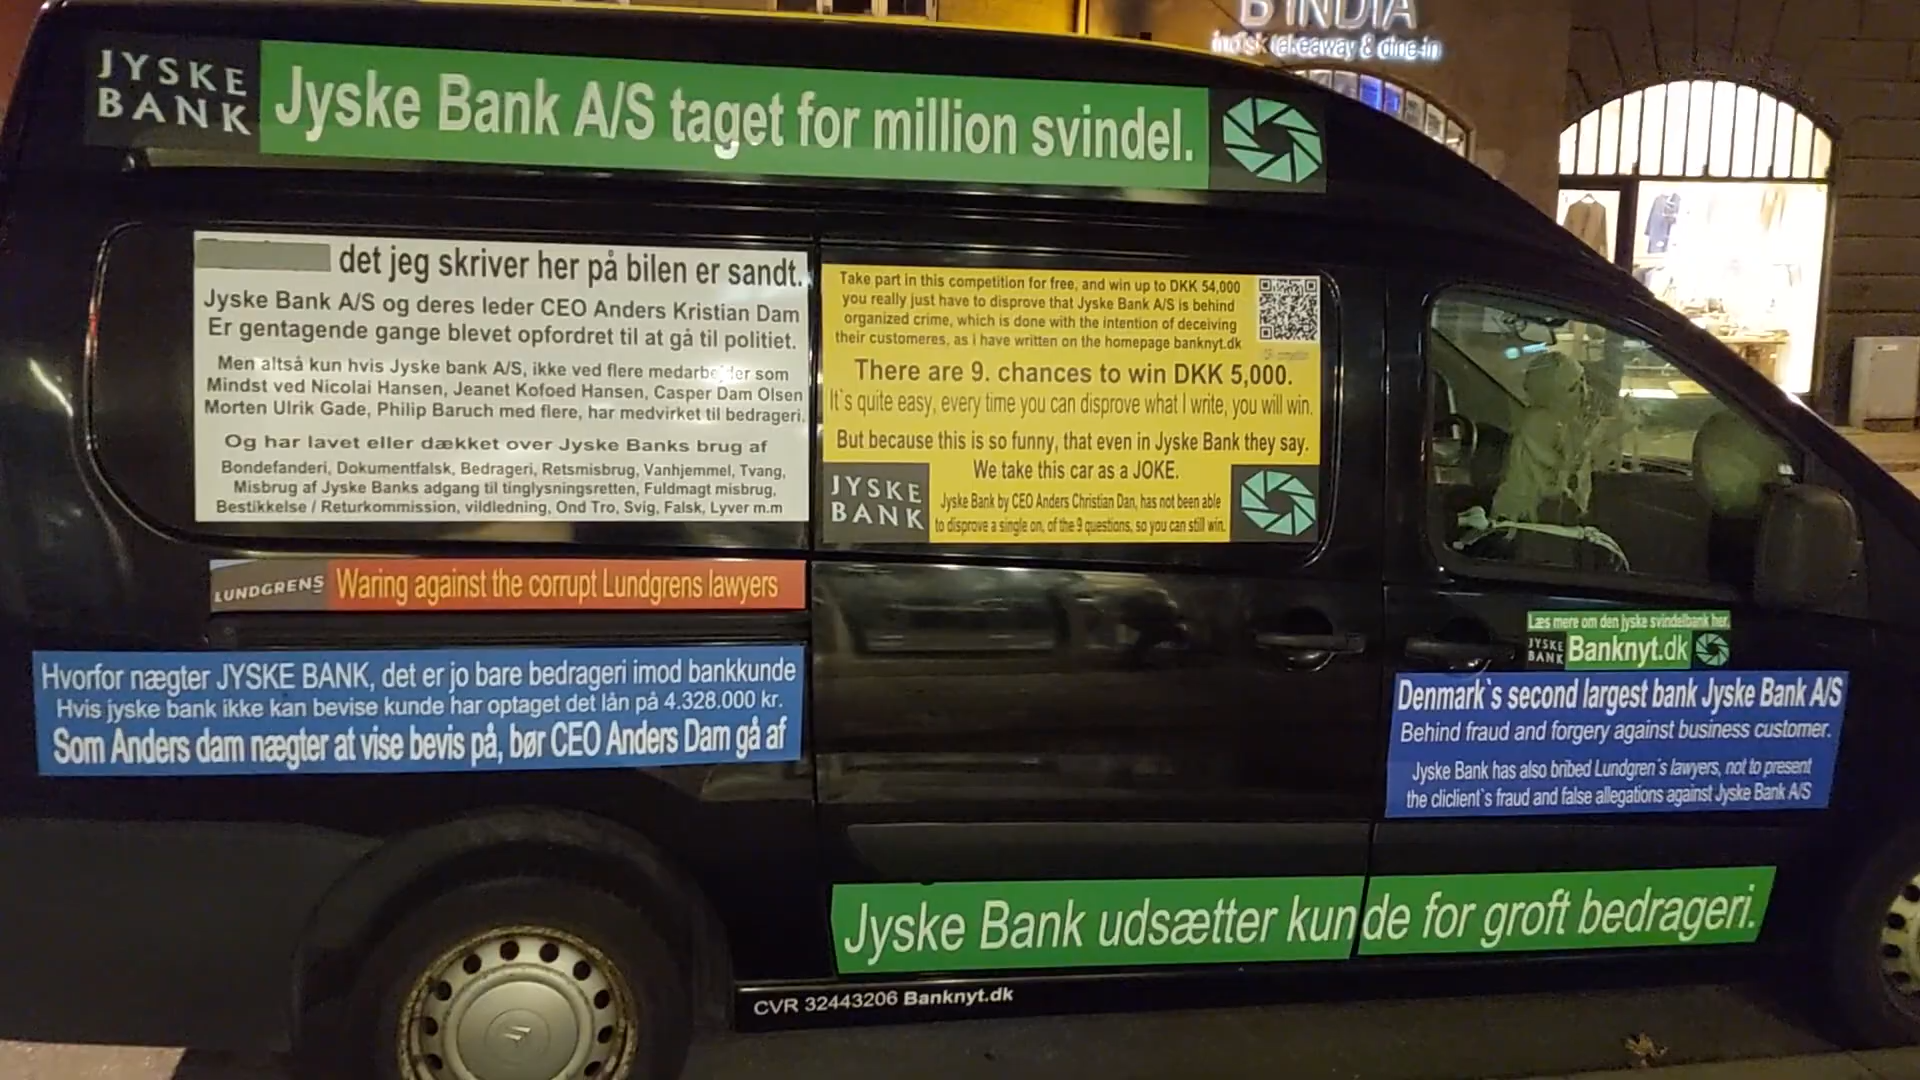 B'INDIA
indisk takeaway & dine-in
JYSKE
BANK
Jyske Bank A/S taget for million svindel.
det jeg skriver her på bilen er sandt.
Jyske Bank A/S og deres leder CEO Anders Kristian Dam
Er gentagende gange blevet opfordret til at gå til politiet.
Men altså kun hvis Jyske bank A/S, ikke ved flere medarbejder som
Mindst ved Nicolai Hansen, Jeanet Kofoed Hansen, Casper Dam Olsen
Morten Ulrik Gade, Philip Baruch med flere, har medvirket til bedrageri.
Og har lavet eller dækket over Jyske Banks brug af
Bondefanderi, Dokumentfalsk, Bedrageri, Retsmisbrug, Vanhjemmel, Tvang,
Misbrug af Jyske Banks adgang til tinglysningsretten, Fuldmagt misbrug,
Bestikkelse / Returkommission, vildledning, Ond Tro, Svig, Falsk, Lyver m.m
Take part in this competition for free, and win up to DKK 54,000
you really just have to disprove that Jyske Bank A/S is behind
organized crime, which is done with the intention of deceiving
their customeres, as i have written on the homepage banknyt.dk
There are 9. chances to win DKK 5,000.
It`s quite easy, every time you can disprove what I write, you will win.
But because this is so funny, that even in Jyske Bank they say.
We take this car as a JOKE.
JYSKE
BANK
Jyske Bank by CEO Anders Christian Dan, has not been able
to disprove a single on, of the 9 questions, so you can still win.
LUNDGRENS
Waring against the corrupt Lundgrens lawyers
Hvorfor nægter JYSKE BANK, det er jo bare bedrageri imod bankkunde
Hvis jyske bank ikke kan bevise kunde har optaget det lån på 4.328.000 kr.
Som Anders dam nægter at vise bevis på, bør CEO Anders Dam gå af
Læs mere om den jyske svindelbank her.
JYSKE
BANK
Banknyt.dk
Denmark`s second largest bank Jyske Bank A/S
Behind fraud and forgery against business customer.
Jyske Bank has also bribed Lundgren`s lawyers, not to present
the cliclient`s fraud and false allegations against Jyske Bank A/S
Jyske Bank udsætter kunde for groft bedrageri.
CVR 32443206 Banknyt.dk